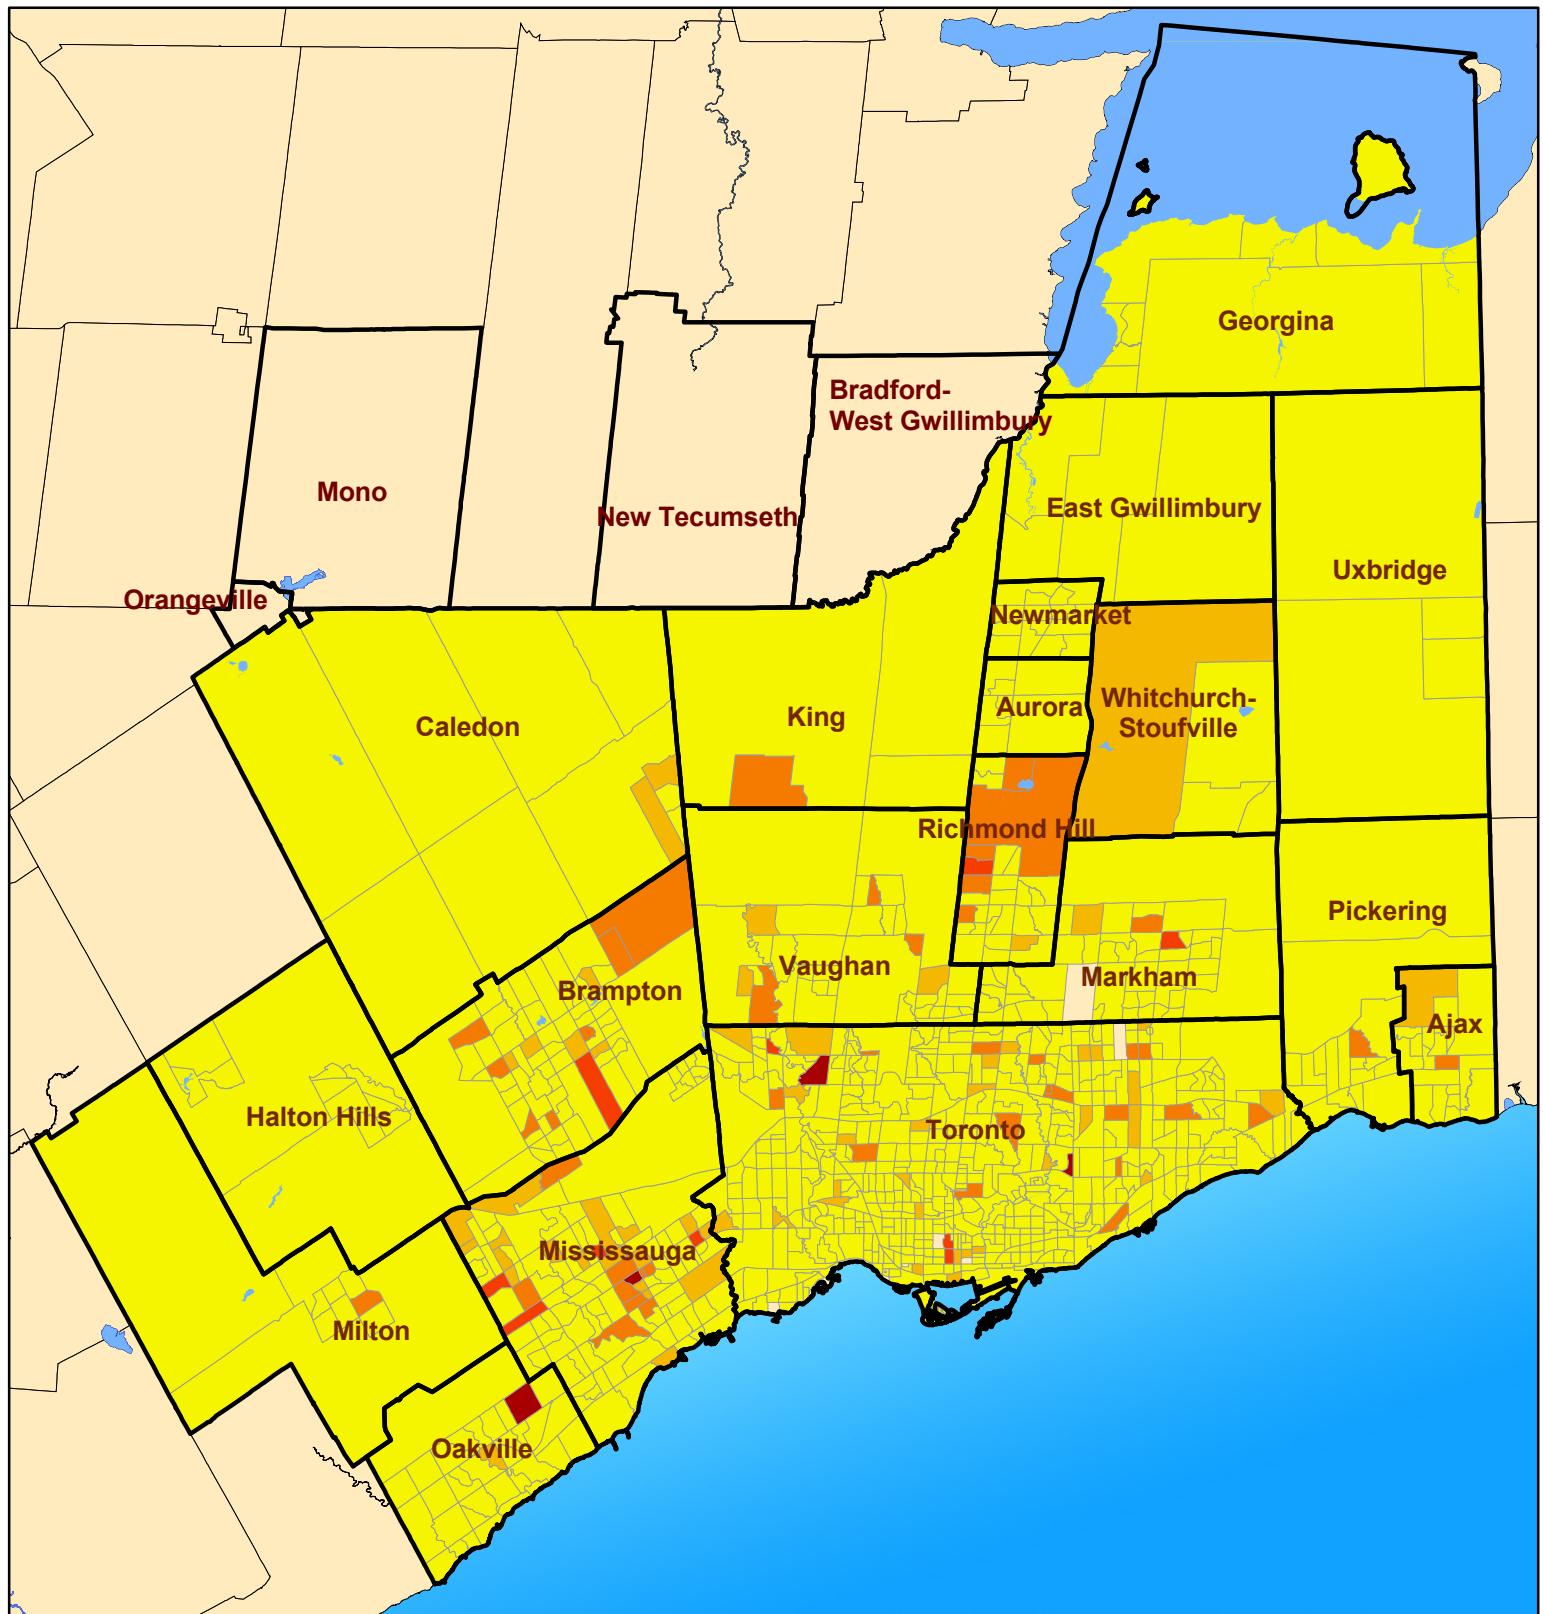 Georgina
Bradford-
West Gwillimbury
Mono
New Tecumseth
East Gwillimbury
Uxbridge
Orangeville
Newmarket
Caledon
King
Aurora
Whitchurch-
Stoufville
Richmond Hill
Pickering
Vaughan
Markham
Brampton
Ajax
Halton Hills
Toronto
Mississauga
Milton
Oakville